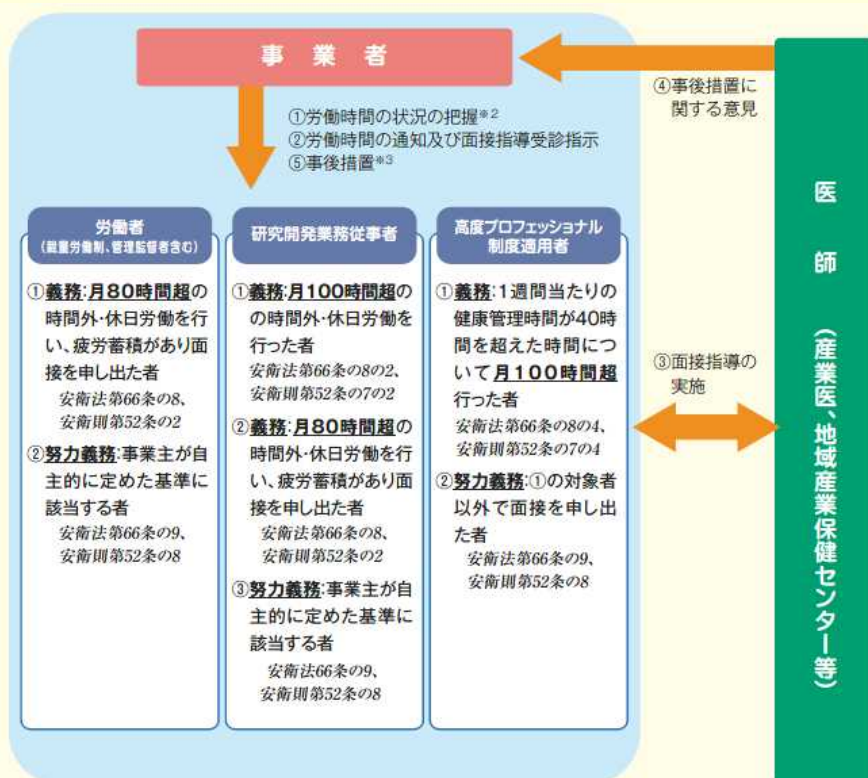 事業者
④事後措置に
関する意見
①労働時間の状況の把握※2
②労働時間の通知及び面接指導受診指示
⑤事後措置※3
労働者
(裁量労働制、管理監督者含む)
①義務:月80時間超の
時間外・休日労働を行
い、疲労蓄積があり面
接を申し出た者
安衛法第66条の8、
安衛則第52条の2
②努力義務:事業主が自
主的に定めた基準に
該当する者
安衛法第66条の9、
安衛則第52条の8
研究開発業務従事者
①義務:月100時間超の
の時間外・休日労働を
行った者
安衛法第66条の8の2、
安衛則第52条の7の2
②義務:月80時間超の
時間外・休日労働を行
い、疲労蓄積があり面
接を申し出た者
安衛法第66条の8、
安衛則第52条の2
③努力義務:事業主が自
主的に定めた基準に
該当する者
安衛法66条の9、
安衛則第52条の8
高度プロフェッショナル
制度適用者
①義務:1週間当たりの
健康管理時間が40時
間を超えた時間につ
いて月100時間超
行った者
安衛法第66条の8の4、
安衛則第52条の7の4
②努力義務:①の対象者
以外で面接を申し出
た者
安衛法第66条の9、
安衛則第52条の8
③面接指導の
実施
医師(産業医、地域産業保健センター等)